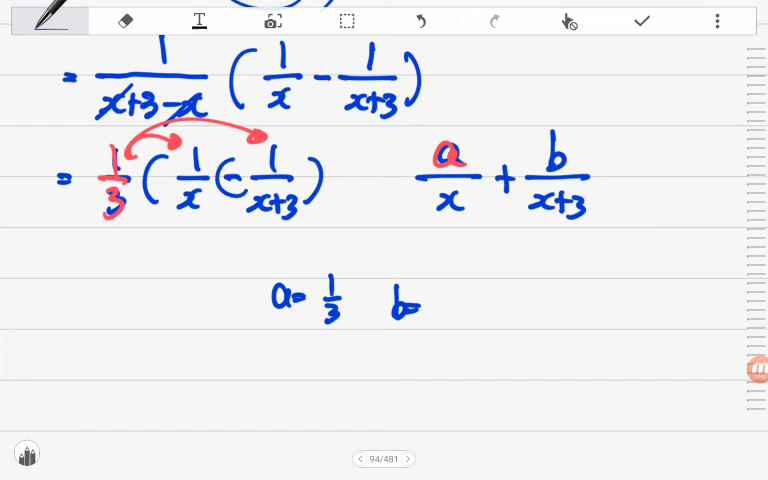 T
= 1/(x+3-x) (1/x - 1/(x+3))
= 1/3 (1/x - 1/(x+3)) a/x + b/(x+3)
a= 1/3 b=
94/481